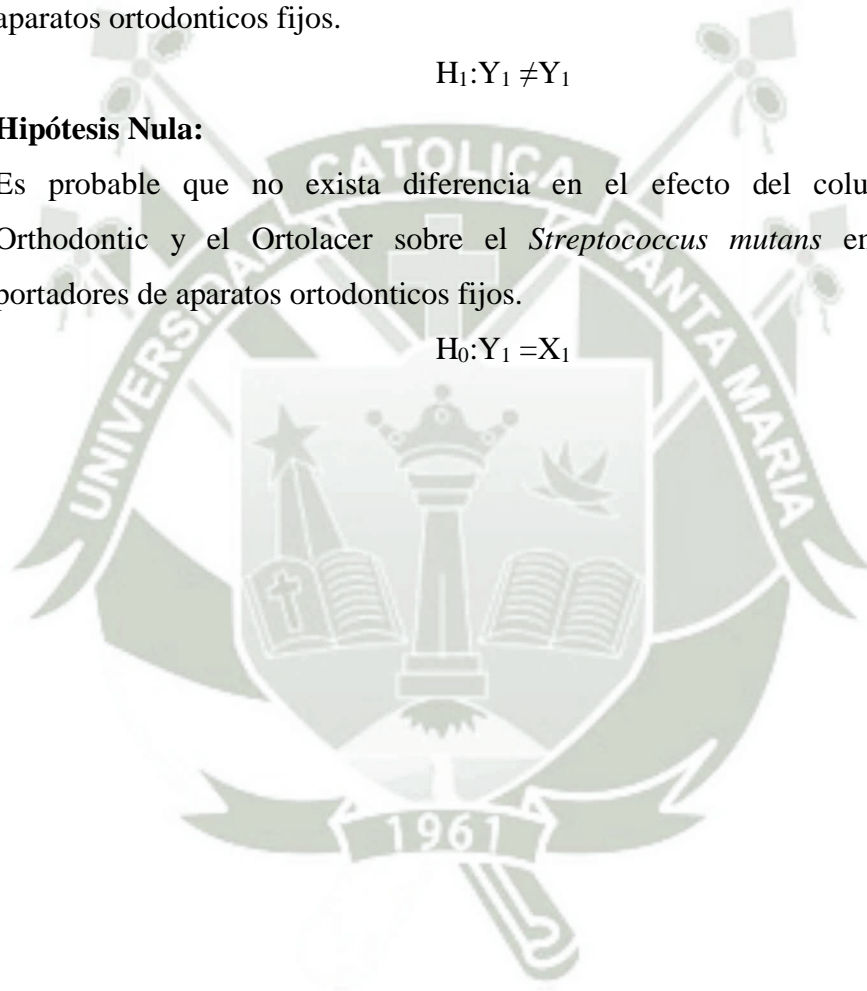 aparatos ortodonticos fijos.
H₁:Y₁ ≠Y₁
Hipótesis Nula:
Es probable que no exista diferencia en el efecto del colu
Orthodontic y el Ortolacer sobre el Streptococcus mutans en
portadores de aparatos ortodonticos fijos.
H₀:Y₁ =X₁
UNIVERSIDAD CATOLICA SANTA MARIA
1961